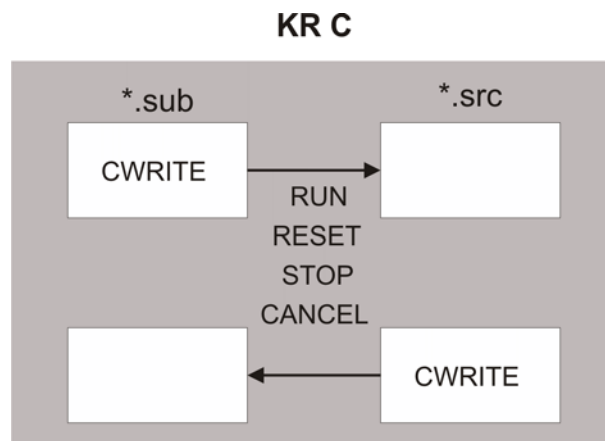 KR C
*.sub
*.src
CWRITE
RUN
RESET
STOP
CANCEL
CWRITE